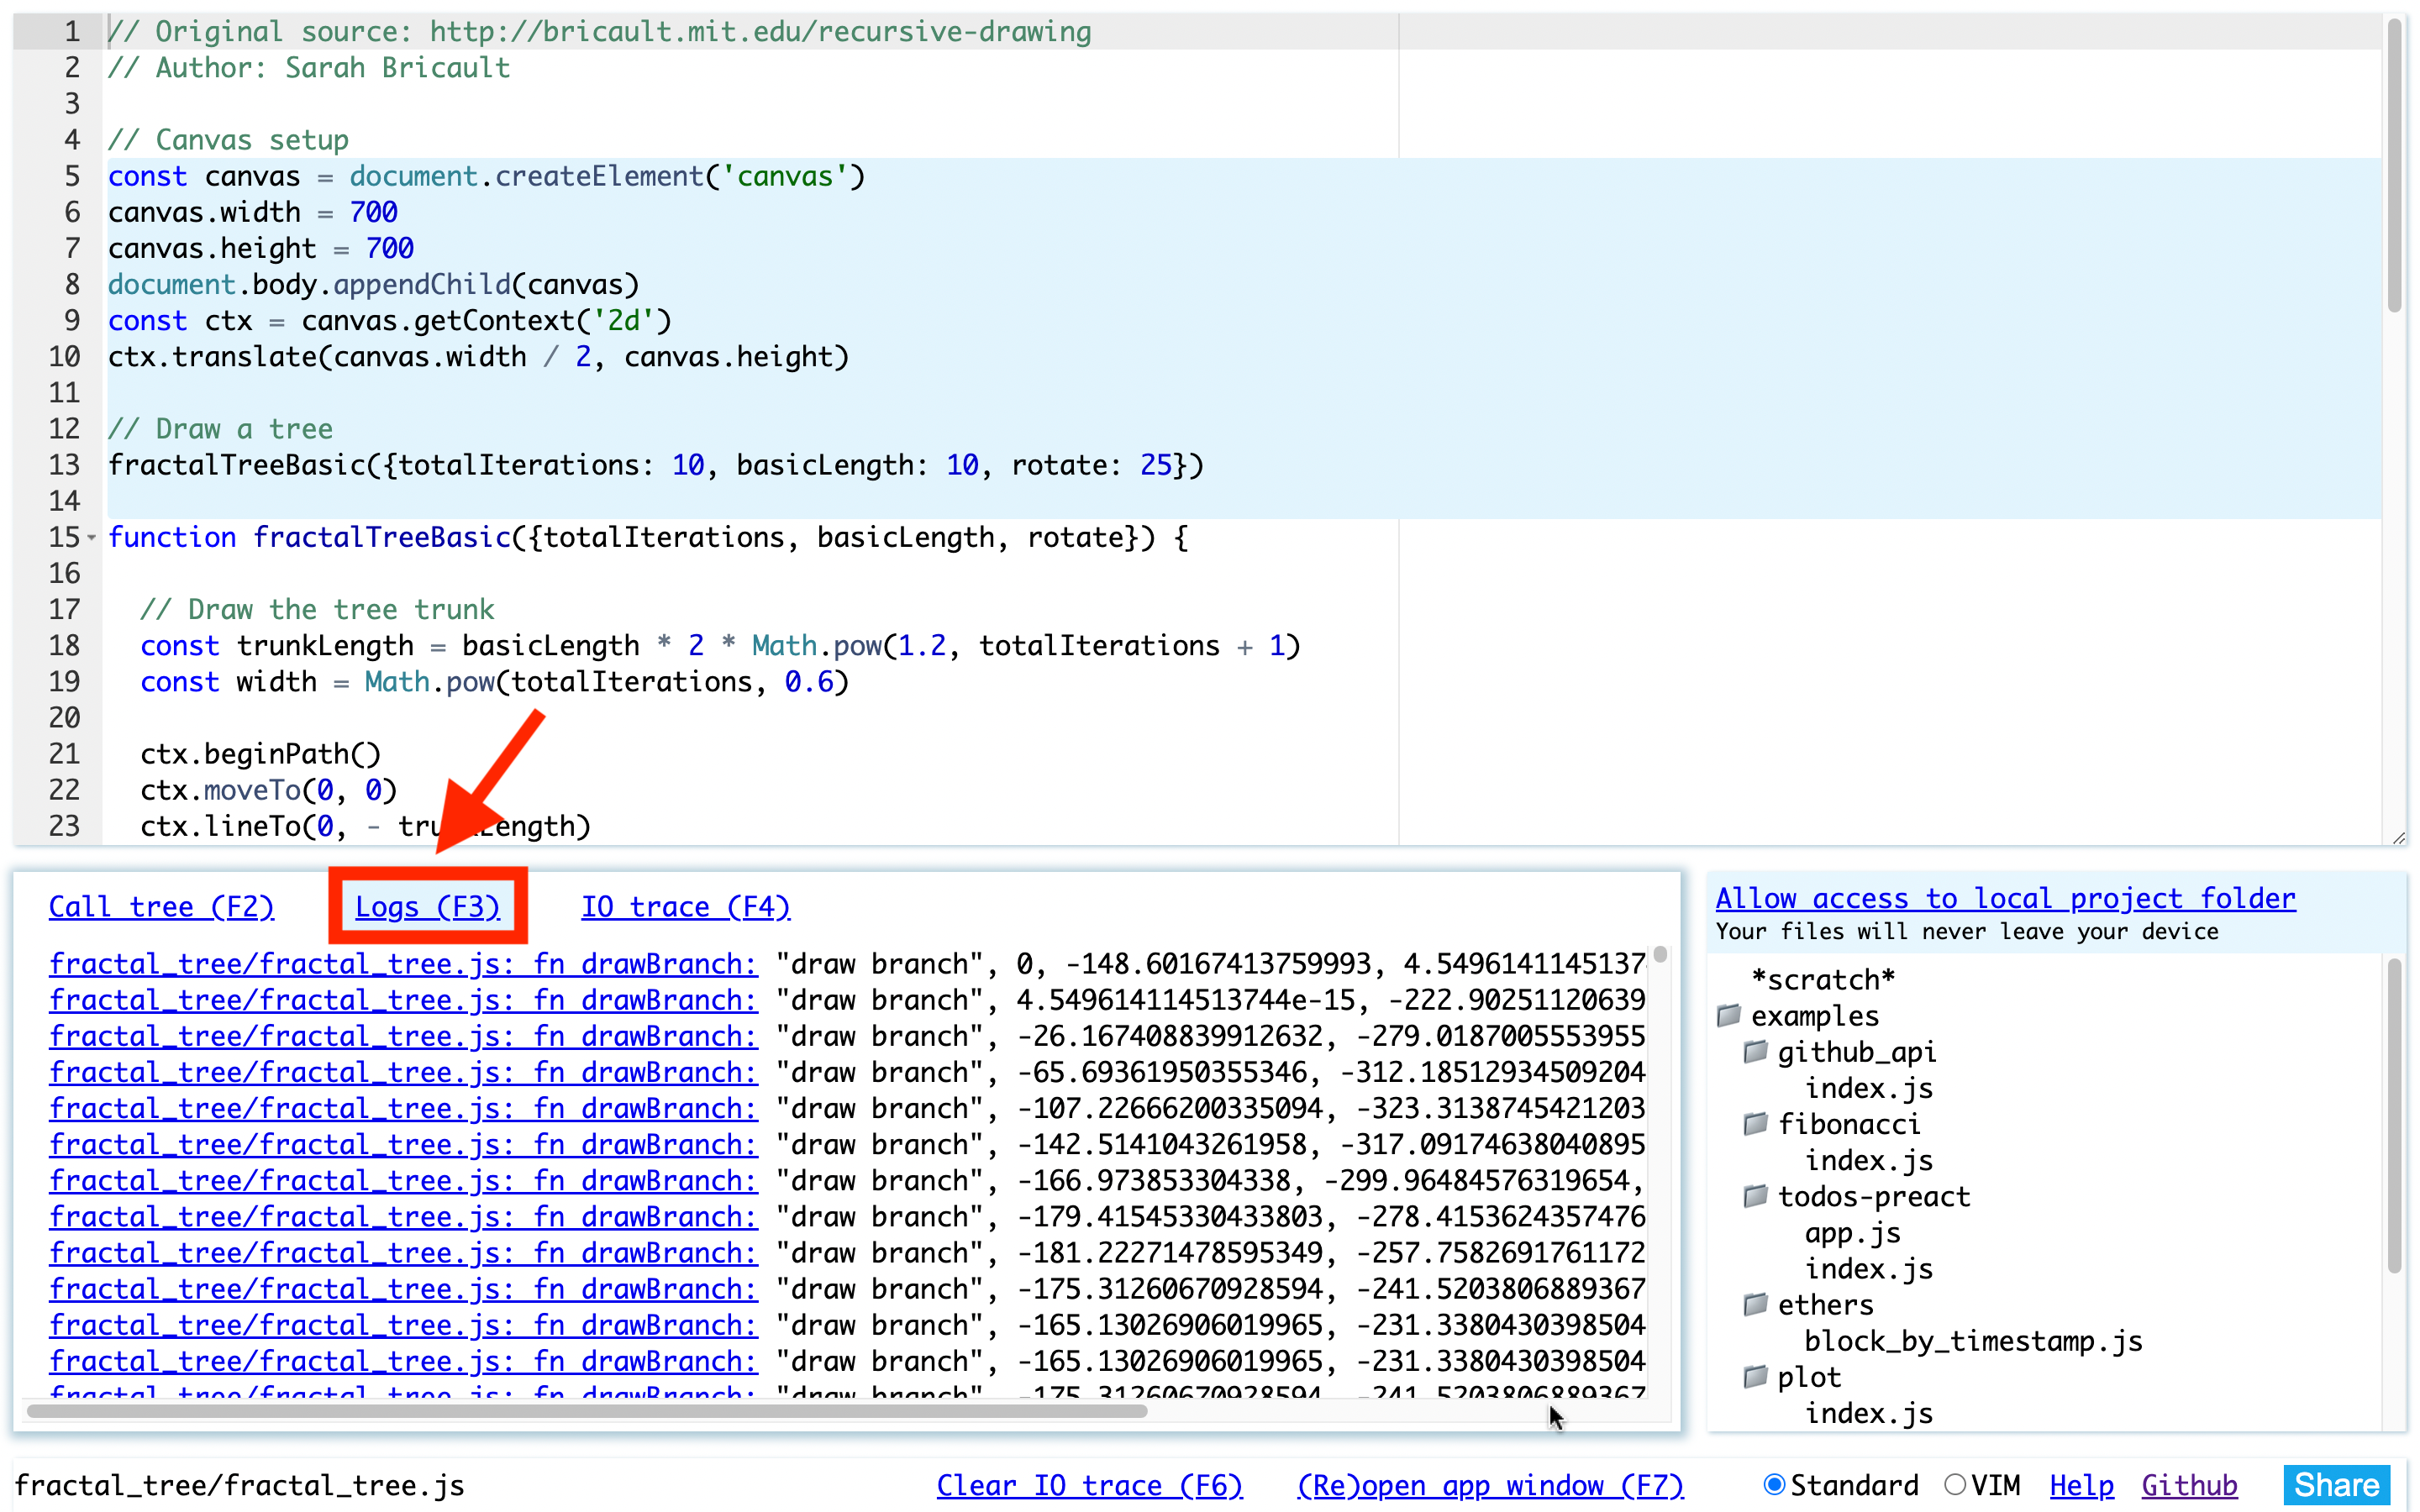 1 // Original source: http://bricault.mit.edu/recursive-drawing
2 // Author: Sarah Bricault
3
4 // Canvas setup
5 const canvas = document.createElement('canvas')
6 canvas.width = 700
7 canvas.height = 700
8 document.body.appendChild(canvas)
9 const ctx = canvas.getContext('2d')
10 ctx.translate(canvas.width / 2, canvas.height)
11
12 // Draw a tree
13 fractalTreeBasic({totalIterations: 10, basicLength: 10, rotate: 25})
14
15 function fractalTreeBasic({totalIterations, basicLength, rotate}) {
16
17 // Draw the tree trunk
18 const trunkLength = basicLength * 2 * Math.pow(1.2, totalIterations + 1)
19 const width = Math.pow(totalIterations, 0.6)
20
21 ctx.beginPath()
22 ctx.moveTo(0, 0)
23 ctx.lineTo(0, - trunkLength)
Call tree (F2) Logs (F3) IO trace (F4)
fractal_tree/fractal_tree.js: fn drawBranch: "draw branch", 0, -148.60167413759993, 4.549614114513
fractal_tree/fractal_tree.js: fn drawBranch: "draw branch", 4.549614114513744e-15, -222.90251120639
fractal_tree/fractal_tree.js: fn drawBranch: "draw branch", -26.167408839912632, -279.0187005553955
fractal_tree/fractal_tree.js: fn drawBranch: "draw branch", -65.69361950355346, -312.18512934509204
fractal_tree/fractal_tree.js: fn drawBranch: "draw branch", -107.22666200335094, -323.3138745421203
fractal_tree/fractal_tree.js: fn drawBranch: "draw branch", -142.5141043261958, -317.09174638040895
fractal_tree/fractal_tree.js: fn drawBranch: "draw branch", -166.973853304338, -299.96484576319654,
fractal_tree/fractal_tree.js: fn drawBranch: "draw branch", -179.41545330433803, -278.4153624357476
fractal_tree/fractal_tree.js: fn drawBranch: "draw branch", -181.22271478595349, -257.7582691761172
fractal_tree/fractal_tree.js: fn drawBranch: "draw branch", -175.31260670928594, -241.5203806889367
fractal_tree/fractal_tree.js: fn drawBranch: "draw branch", -165.13026906019965, -231.3380430398504
fractal_tree/fractal_tree.js: fn drawBranch: "draw branch", -165.13026906019965, -231.3380430398504
fractal_tree/fractal_tree.js: fn drawBranch: "draw branch", -175.31260670928594, -241.5203806889367
Allow access to local project folder
Your files will never leave your device
*scratch*
examples
github_api
index.js
fibonacci
index.js
todos-preact
app.js
index.js
ethers
block_by_timestamp.js
plot
index.js
fractal_tree/fractal_tree.js Clear IO trace (F6) (Re)open app window (F7) Standard VIM Help Github Share